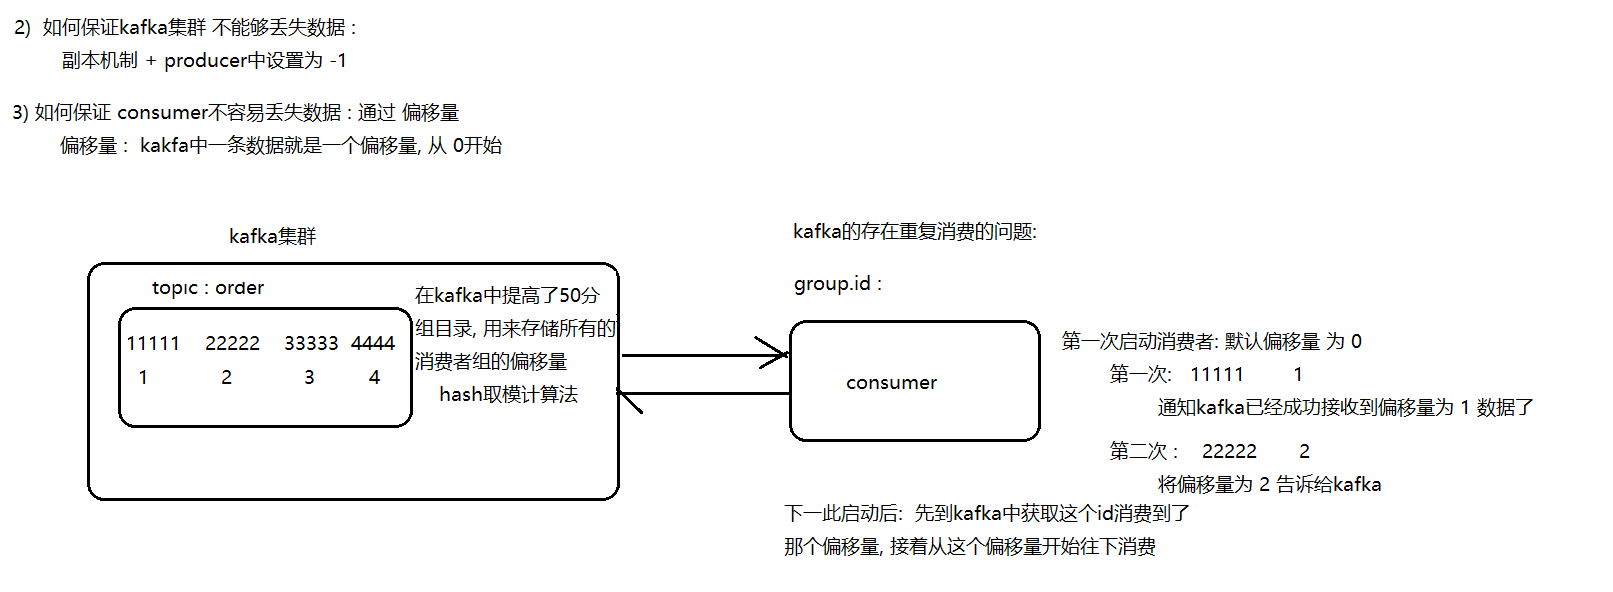 2) 如何保证kafka集群 不能够丢失数据 :
副本机制 + producer中设置为 -1
3) 如何保证 consumer不容易丢失数据 : 通过 偏移量
偏移量 : kakfa中一条数据就是一个偏移量, 从 0开始
kafka集群
topic : order
11111 22222 33333 4444
1 2 3 4
在kafka中提高了50分
组目录, 用来存储所有的
消费者组的偏移量
hash取模计算法
kafka的存在重复消费的问题:
group.id :
consumer
第一次启动消费者: 默认偏移量 为 0
第一次: 11111 1
通知kafka已经成功接收到偏移量为 1 数据了
第二次 : 22222 2
将偏移量为 2 告诉给kafka
下一此启动后: 先到kafka中获取这个id消费到了
那个偏移量, 接着从这个偏移量开始往下消费